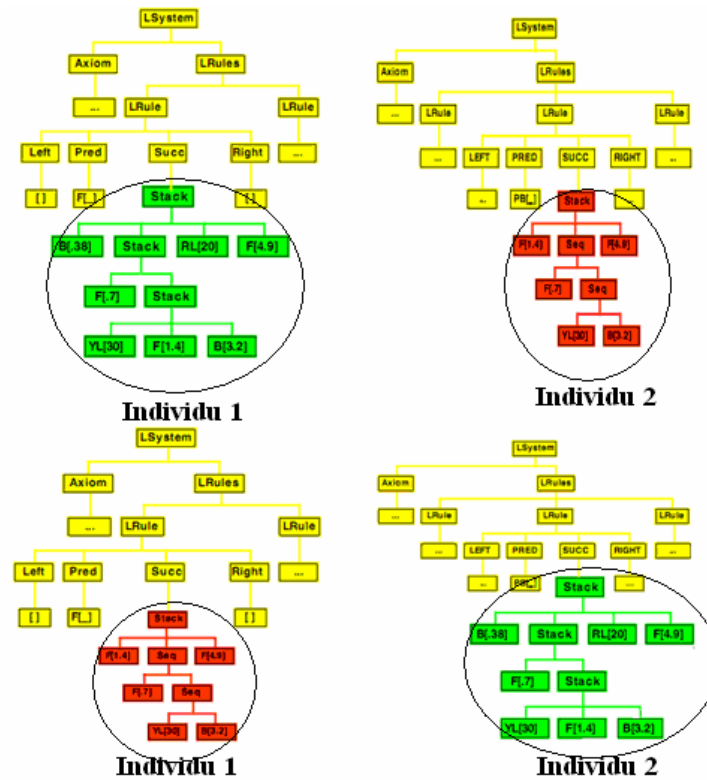 LSystem
Axiom LRules
... LRule LRule
Left Pred Succ Right ...
[ ] F[_] Stack [ ]
B[.38] Stack RL[20] F[4.9]
F[.7] Stack
YL[30] F[1.4] B[3.2]
Individu 1
LSystem
Axiom LRules
... LRule LRule LRule
... LEFT PRED SUCC RIGHT ...
... PB[_] Stack ...
F[1.4] Seq F[4.9]
F[.7] Seq
YL[30] B[3.2]
Individu 2
LSystem
Axiom LRules
... LRule LRule
Left Pred Succ Right ...
[ ] F[_] Stack [ ]
F[1.4] Seq F[4.9]
F[.7] Seq
YL[30] B[3.2]
Individu 1
LSystem
Axiom LRules
... LRule LRule LRule
... LEFT PRED SUCC RIGHT ...
... PB[_] Stack ...
B[.38] Stack RL[20] F[4.9]
F[.7] Stack
YL[30] F[1.4] B[3.2]
Individu 2